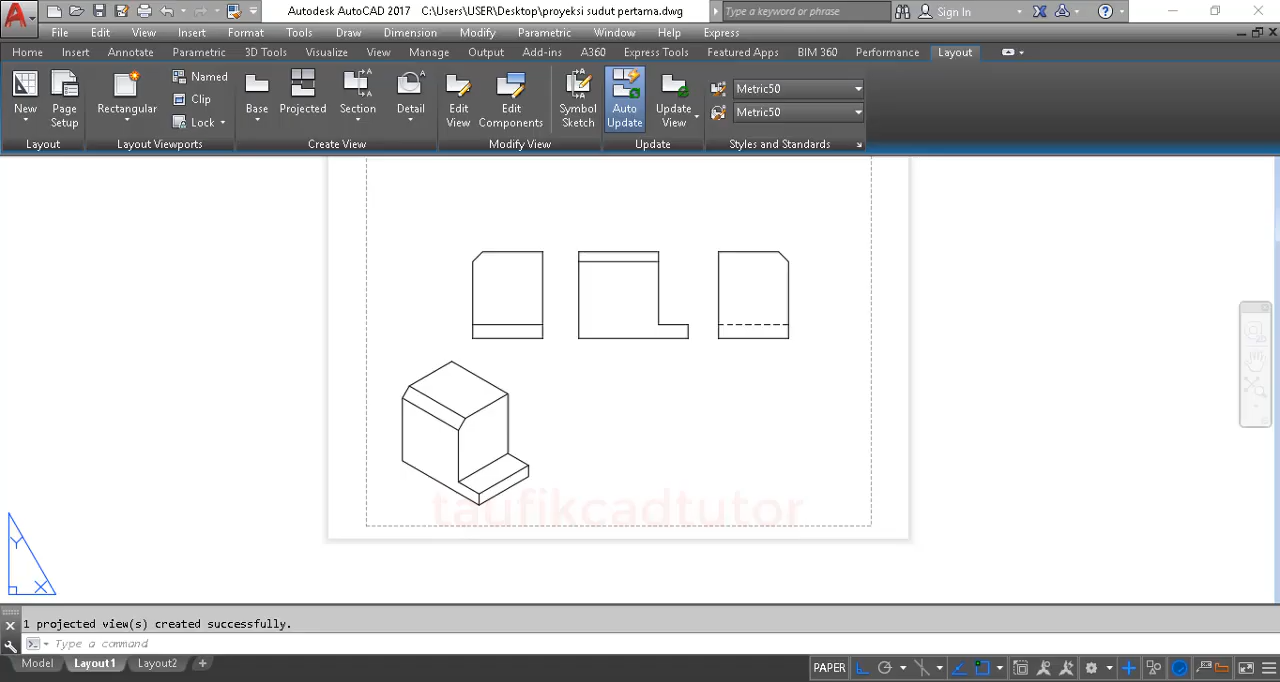 Autodesk AutoCAD 2017 C:\Users\USER\Desktop\proyeksi sudut pertama.dwg Type a keyword or phrase Sign In
File Edit View Insert Format Tools Draw Dimension Modify Parametric Window Help Express
Home Insert Annotate Parametric 3D Tools Visualize View Manage Output Add-ins A360 Express Tools Featured Apps BIM 360 Performance Layout
New
Page Setup
Layout
Rectangular
Named
Clip
Lock
Layout Viewports
Base
Projected
Section
Detail
Create View
Edit View
Edit Components
Modify View
Symbol Sketch
Auto Update
Update View
Update
Metric50
Metric50
Styles and Standards
taufikcadtutor
Y
X
1 projected view(s) created successfully.
Type a command
Model Layout1 Layout2
PAPER